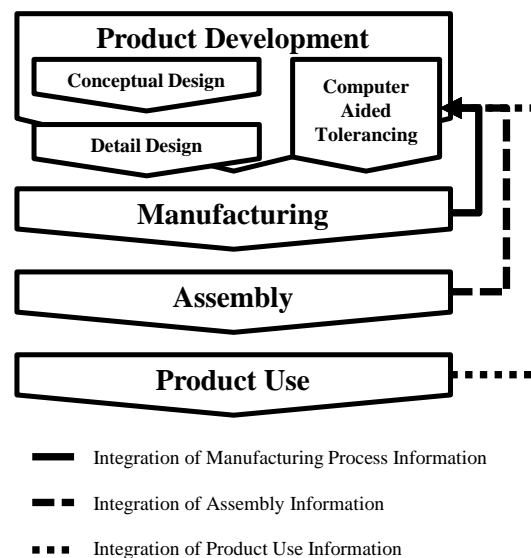 Product Development
Conceptual Design
Computer
Aided
Tolerancing
Detail Design
Manufacturing
Assembly
Product Use
Integration of Manufacturing Process Information
Integration of Assembly Information
Integration of Product Use Information